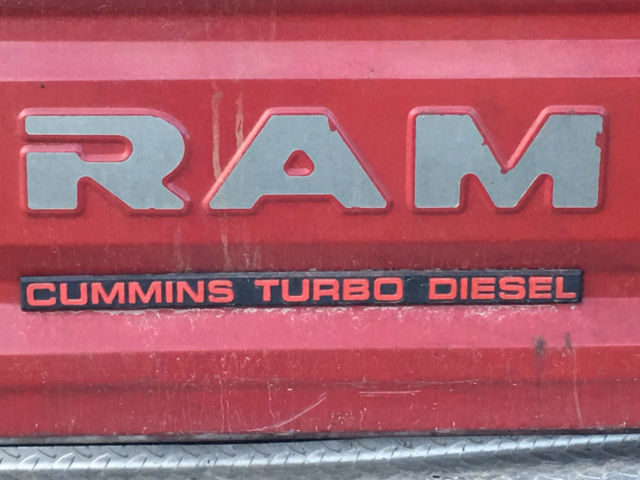 RAM
CUMMINS TURBO DIESEL